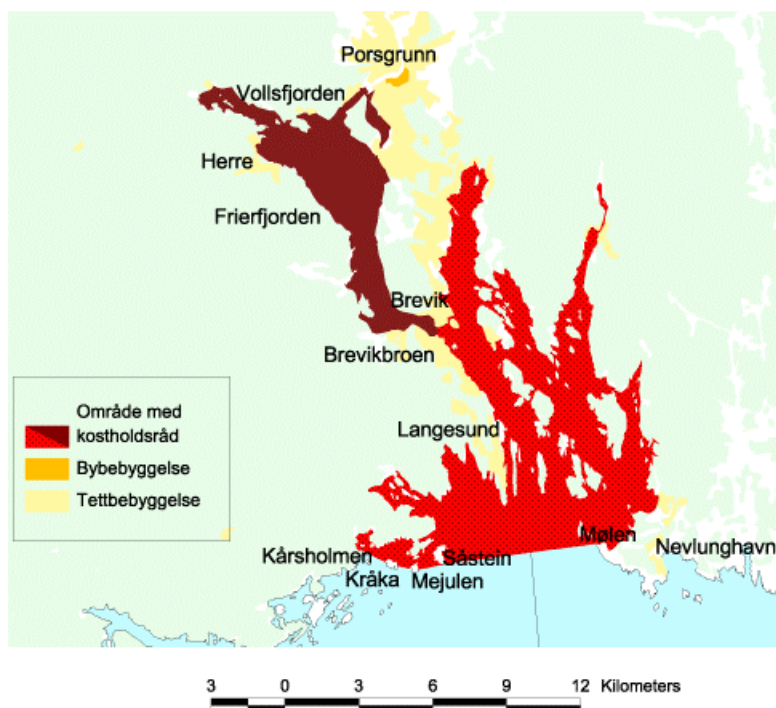 Porsgrunn
Vollsfjorden
Herre
Frierfjorden
Brevik
Brevikbroen
Område med
kostholdsråd
Bybebyggelse
Tettbebyggelse
Langesund
Mølen
Kårsholmen
Såstein
Nevlunghavn
Kråka
Mejulen
3 0 3 6 9 12 Kilometers